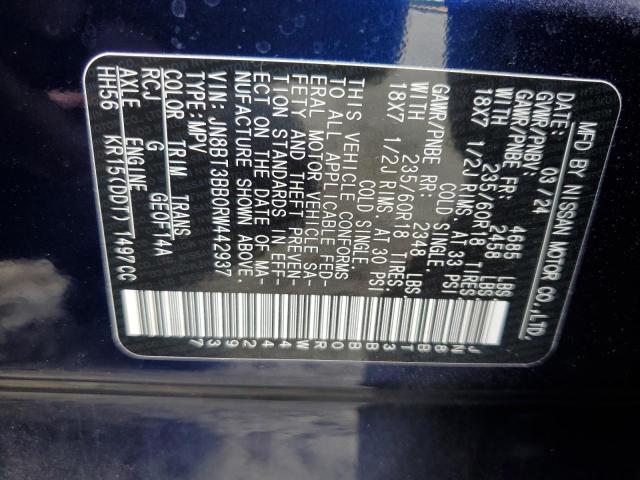 MFD BY NISSAN MOTOR CO.,LTD.
DATE: 03/24
GVWR/PNBV: 4685 LBS
GAWR/PNBE FR: 2458 LBS
WITH 235/60R18 TIRES
18X7 1/2J RIMS. AT 33 PSI
COLD SINGLE.
GAWR/PNBE RR: 2348 LBS
WITH 235/60R18 TIRES
18X7 1/2J RIMS. AT 30 PSI
COLD SINGLE.
THIS VEHICLE CONFORMS
TO ALL APPLICABLE FED-
ERAL MOTOR VEHICLE SA-
FETY AND THEFT PREVEN-
TION STANDARDS IN EFF-
ECT ON THE DATE OF MA-
NUFACTURE SHOWN ABOVE.
VIN: JN8BT3BB0RW442937
TYPE: MPV
COLOR TRIM TRANS
RCJ G GE0F14A
AXLE ENGINE
HH56 KR15(DDT) 1497CC
JN8BT3BB0RW442937